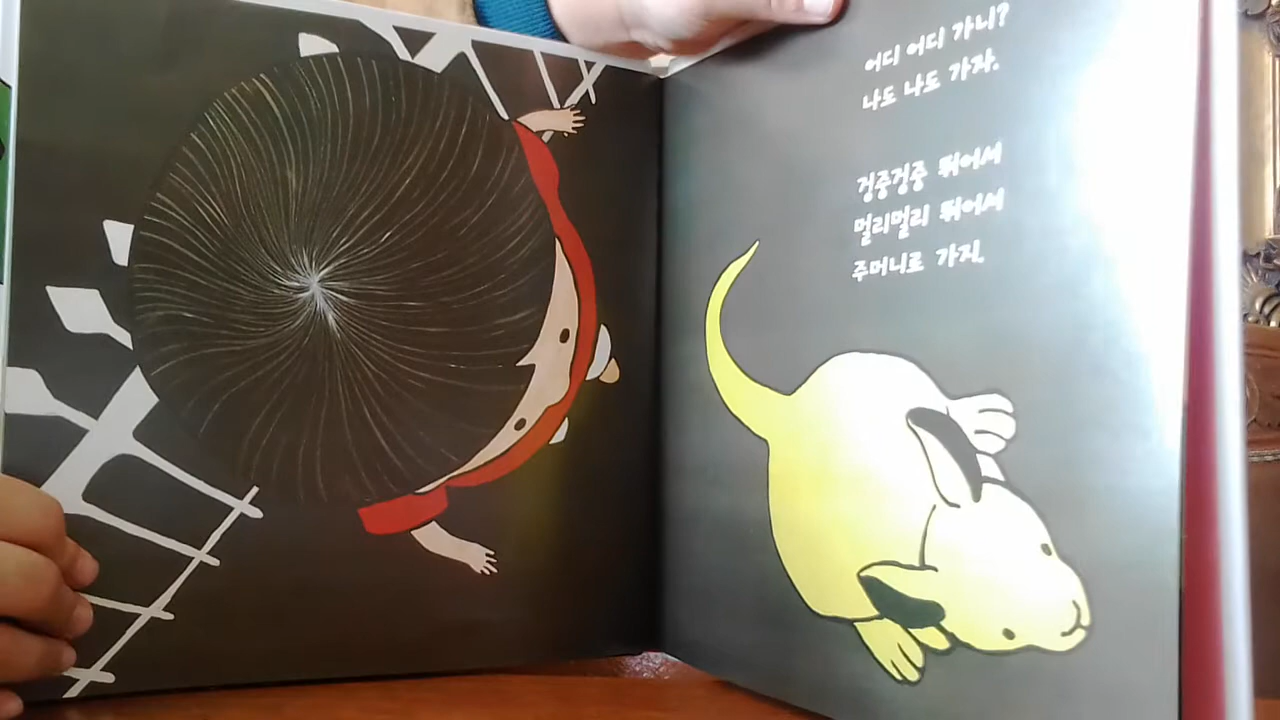 어디 어디 가니?
나도 나도 가자.
겅중겅중 뛰어서
멀리멀리 뛰어서
주머니로 가지.